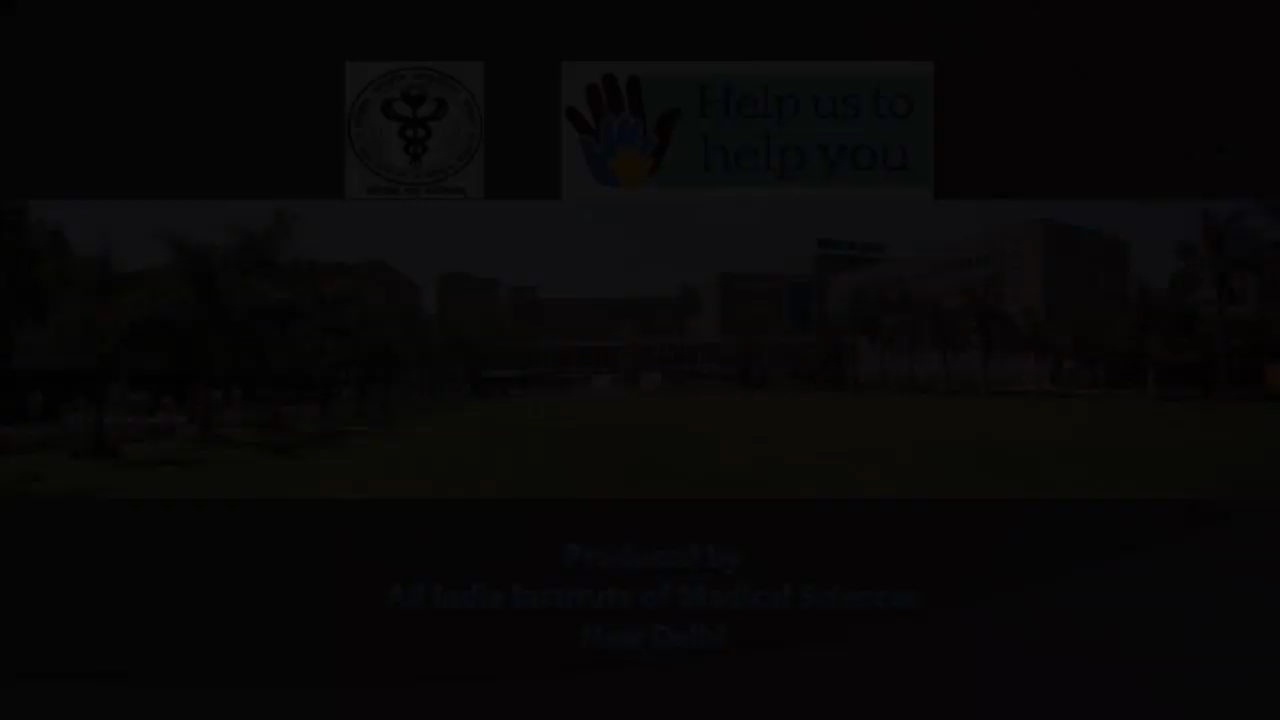 Help us to
help you
Produced by
All India Institute of Medical Sciences
New Delhi